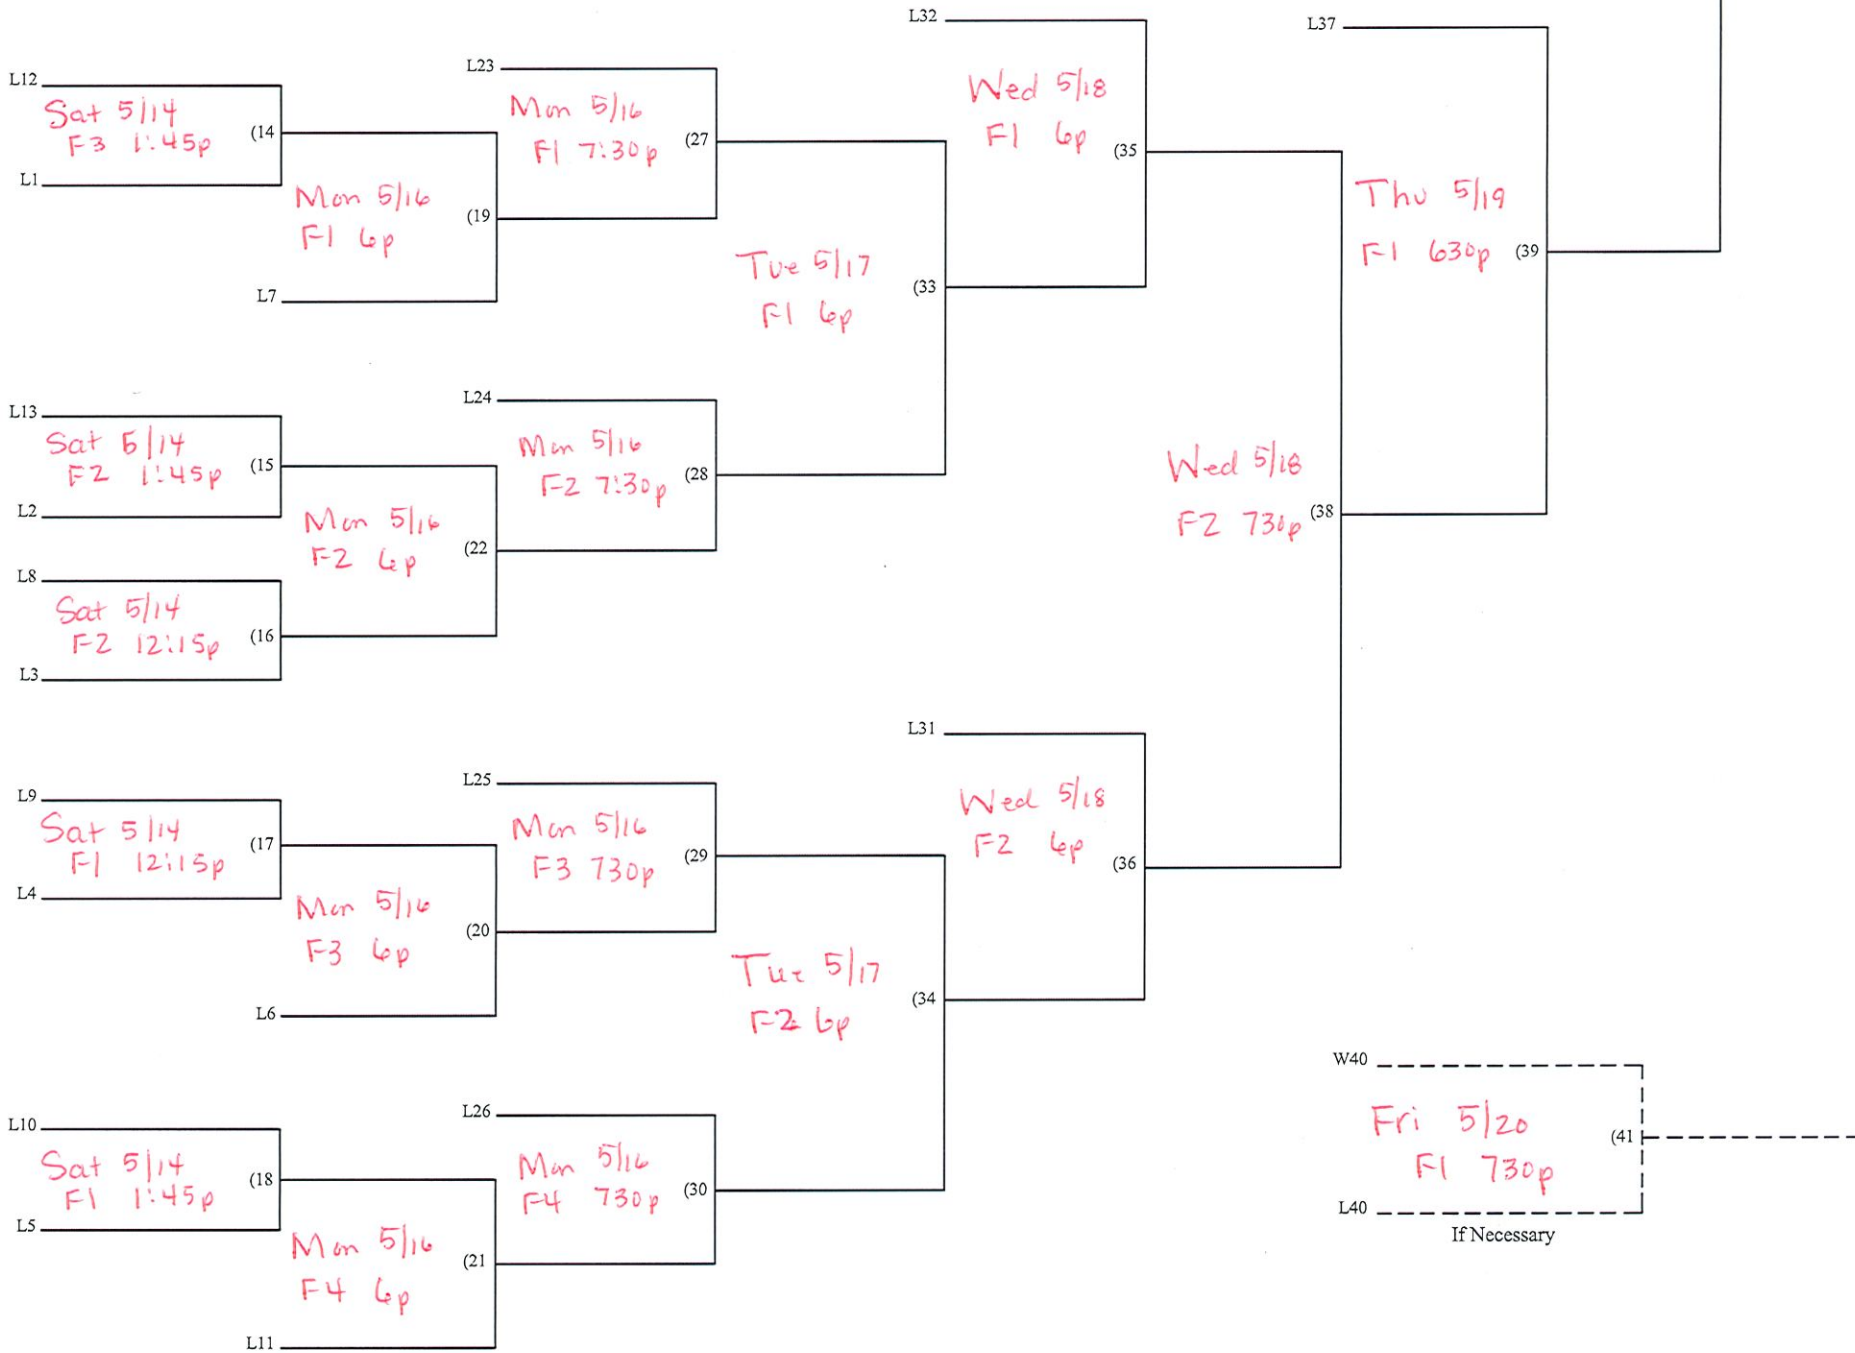 L32
L37
L12
L23
Sat 5/14
F3 1:45p
(14
Mon 5/16
F1 7:30p
(27
Wed 5/18
F1 6p
(35
L1
Mon 5/16
F1 6p
(19
Thu 5/19
F1 630p
(39
L7
Tue 5/17
F1 6p
(33
L13
L24
Sat 5/14
F2 1:45p
(15
Mon 5/16
F2 7:30p
(28
L2
Mon 5/16
F2 6p
(22
Wed 5/18
F2 730p
(38
L8
Sat 5/14
F2 12:15p
(16
L3
L31
L9
L25
Sat 5/14
F1 12:15p
(17
Mon 5/16
F3 730p
(29
Wed 5/18
F2 6p
(36
L4
Mon 5/16
F3 6p
(20
L6
Tue 5/17
F2 6p
(34
L10
L26
Sat 5/14
F1 1:45p
(18
Mon 5/16
F4 730p
(30
L5
Mon 5/16
F4 6p
(21
L11
W40
Fri 5/20
F1 730p
(41
L40
If Necessary